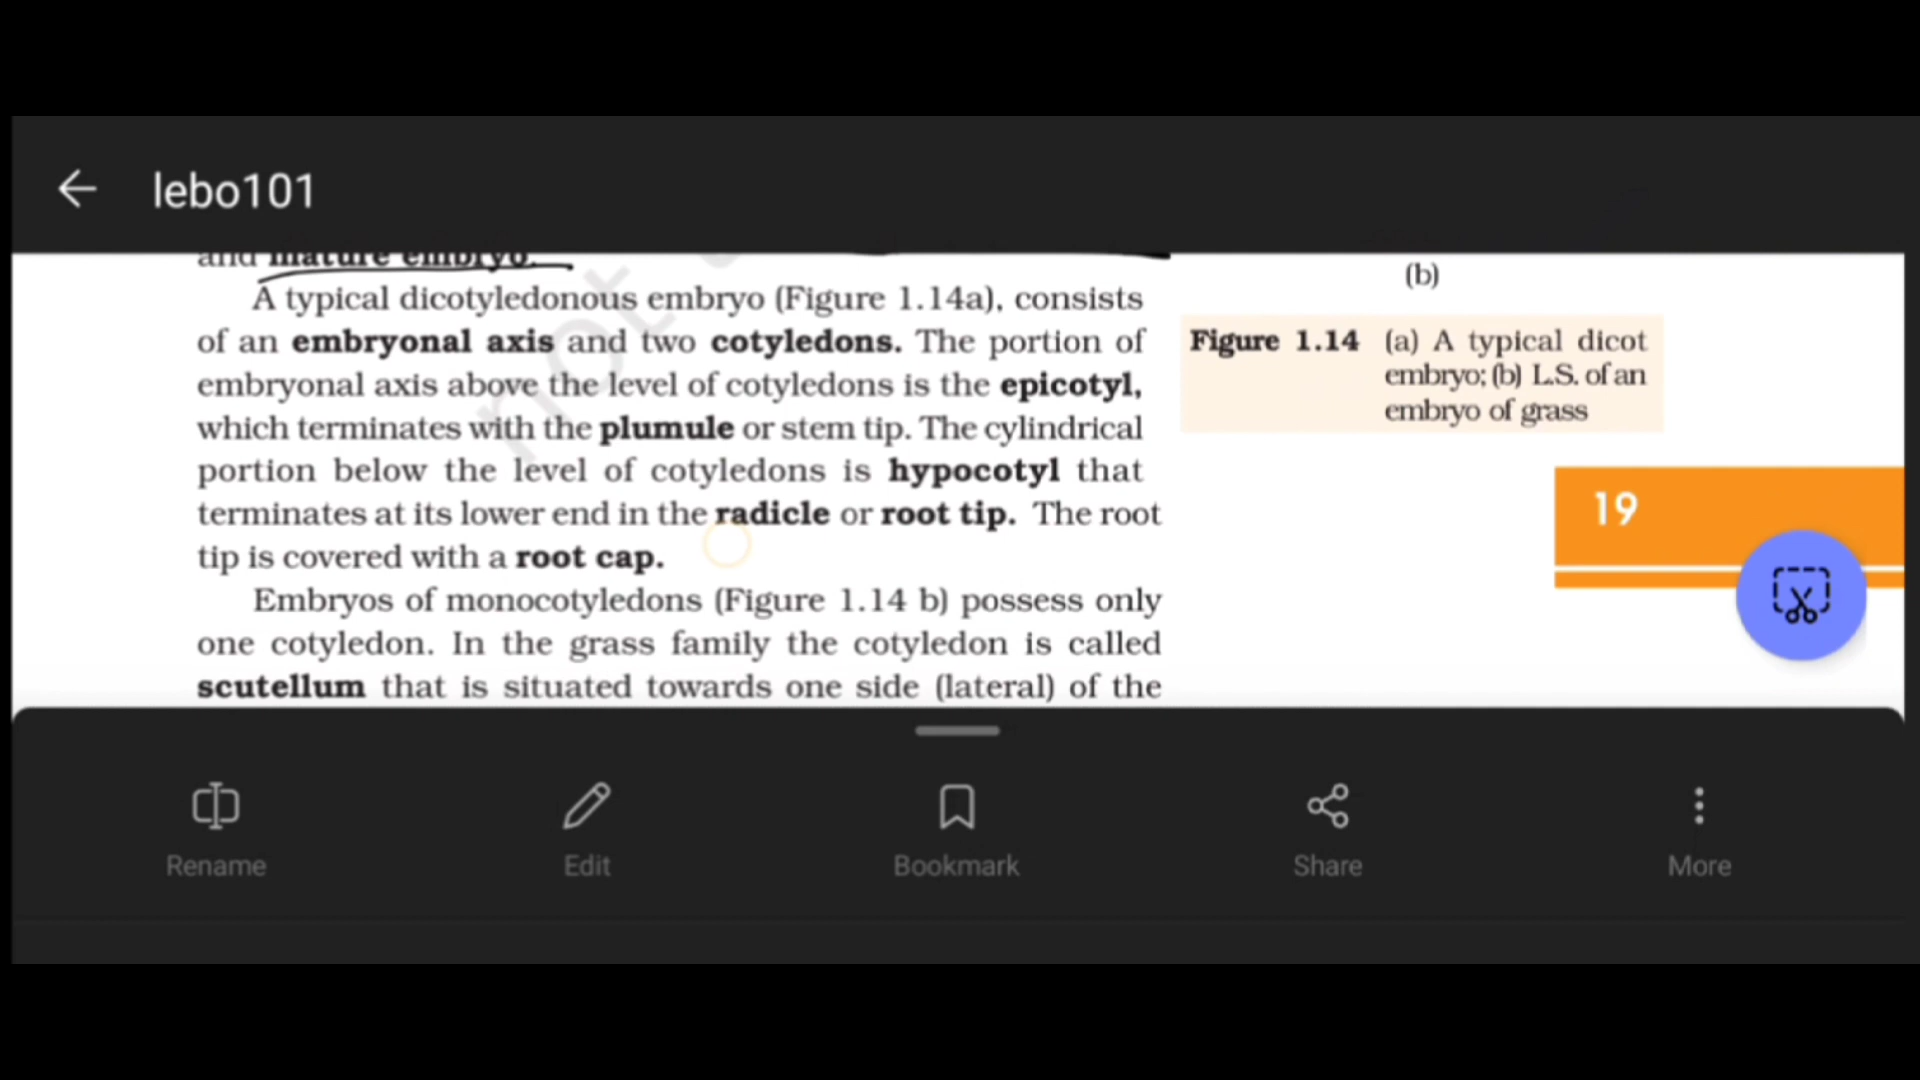 lebo101
and mature embryo.
A typical dicotyledonous embryo (Figure 1.14a), consists
of an embryonal axis and two cotyledons. The portion of
embryonal axis above the level of cotyledons is the epicotyl,
which terminates with the plumule or stem tip. The cylindrical
portion below the level of cotyledons is hypocotyl that
terminates at its lower end in the radicle or root tip. The root
tip is covered with a root cap.
Embryos of monocotyledons (Figure 1.14 b) possess only
one cotyledon. In the grass family the cotyledon is called
scutellum that is situated towards one side (lateral) of the
not
(b)
Figure 1.14 (a) A typical dicot
embryo; (b) L.S. of an
embryo of grass
19
Rename
Edit
Bookmark
Share
More